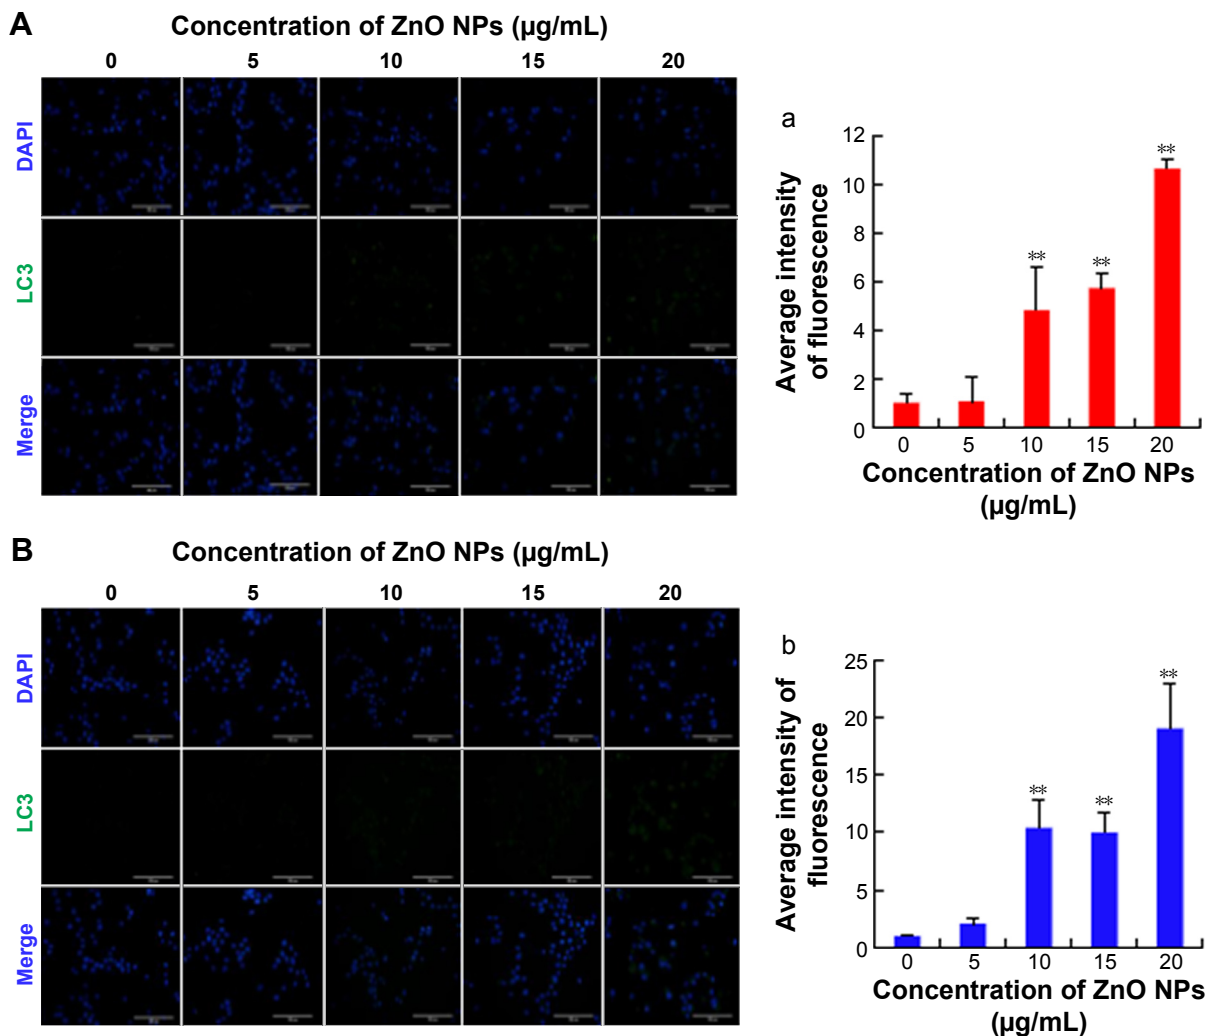 A
Concentration of ZnO NPs (µg/mL)
0 5 10 15 20
DAPI
LC3
Merge
a
Average intensity
of fluorescence
12
10
8
6
4
2
0
** ** **
0 5 10 15 20
Concentration of ZnO NPs
(µg/mL)
B
Concentration of ZnO NPs (µg/mL)
0 5 10 15 20
DAPI
LC3
Merge
b
Average intensity of
fluorescence
25
20
15
10
5
0
** ** **
0 5 10 15 20
Concentration of ZnO NPs
(µg/mL)